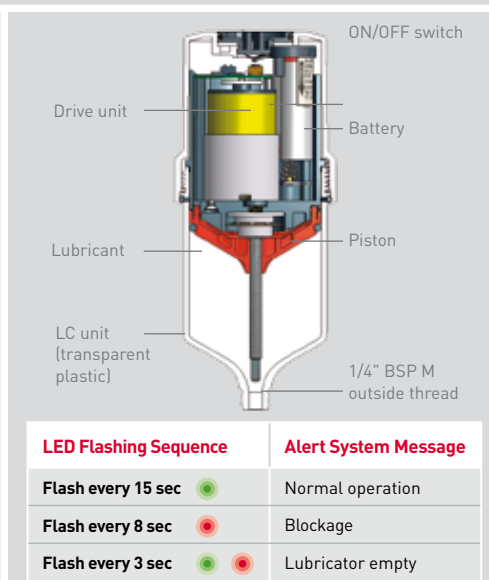 ON/OFF switch
Drive unit
Battery
Piston
Lubricant
LC unit
(transparent
plastic)
1/4" BSP M
outside thread
LED Flashing Sequence Alert System Message
Flash every 15 sec Normal operation
Flash every 8 sec Blockage
Flash every 3 sec Lubricator empty